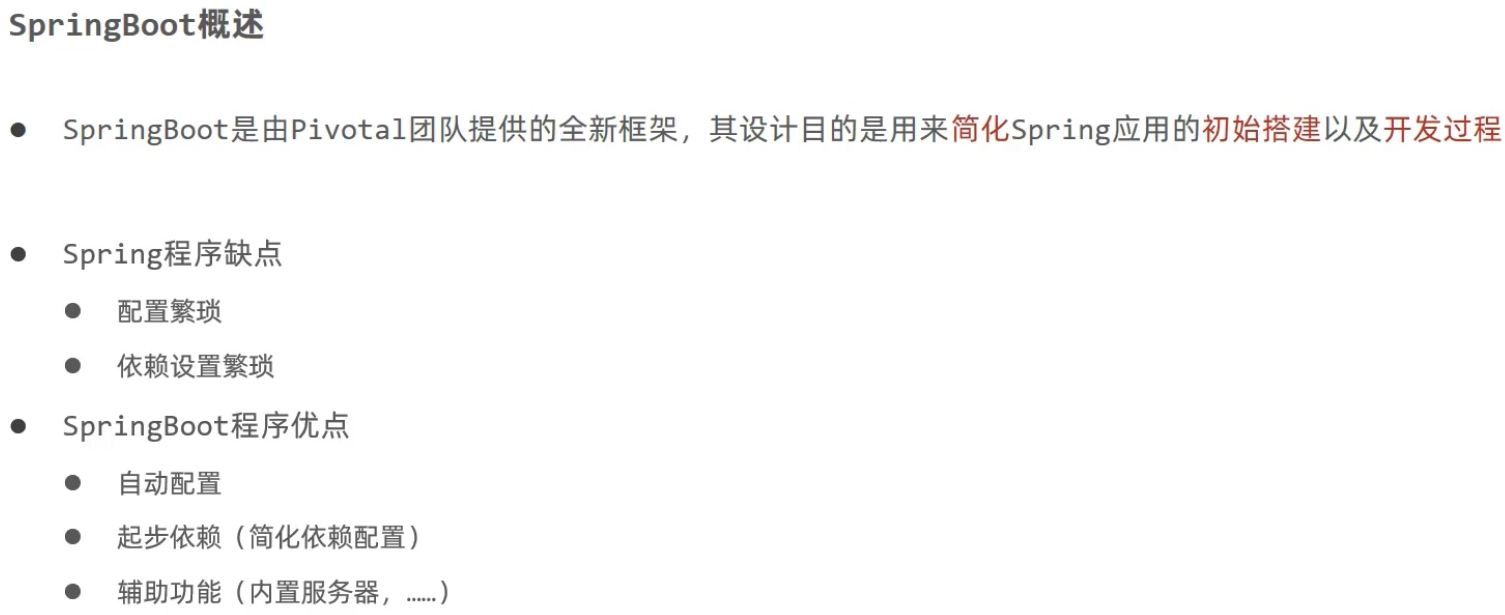 SpringBoot概述
● SpringBoot是由Pivotal团队提供的全新框架，其设计目的是用来简化Spring应用的初始搭建以及开发过程
● Spring程序缺点
● 配置繁琐
● 依赖设置繁琐
● SpringBoot程序优点
● 自动配置
● 起步依赖（简化依赖配置）
● 辅助功能（内置服务器，……）